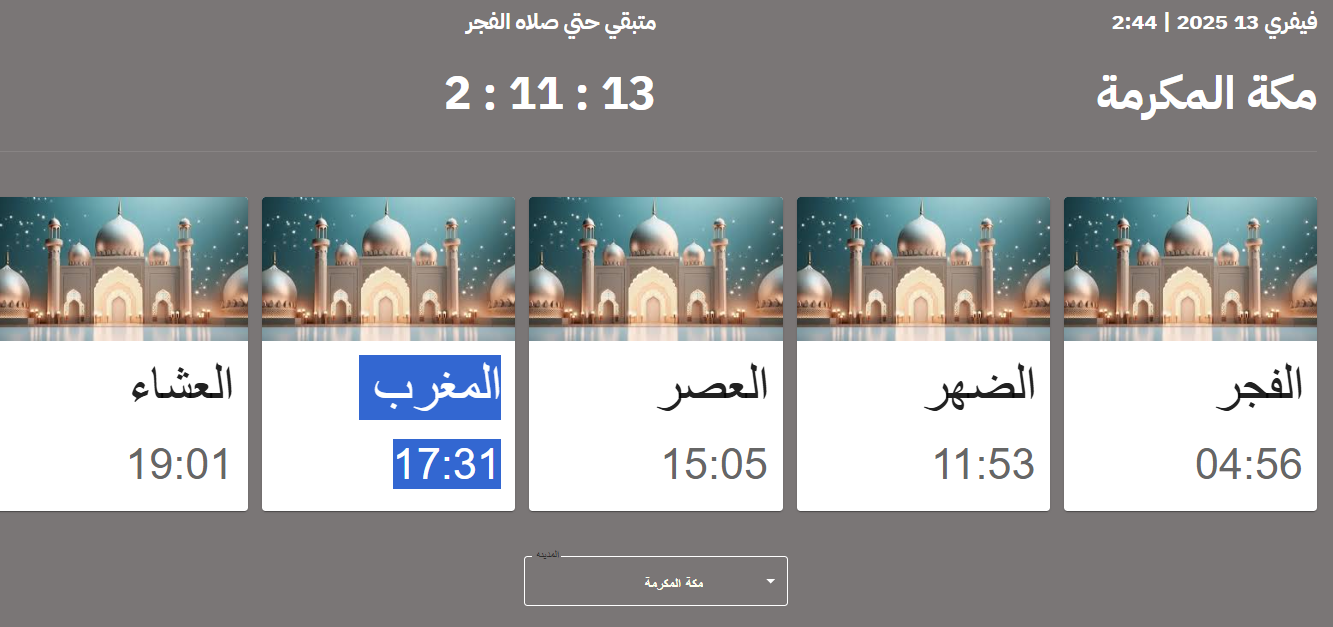 فيفري 13 2025 | 2:44
مكة المكرمة
متبقي حتي صلاه الفجر
2 : 11 : 13
الفجر
04:56
الضهر
11:53
العصر
15:05
المغرب
17:31
العشاء
19:01
المدينه
مكة المكرمة